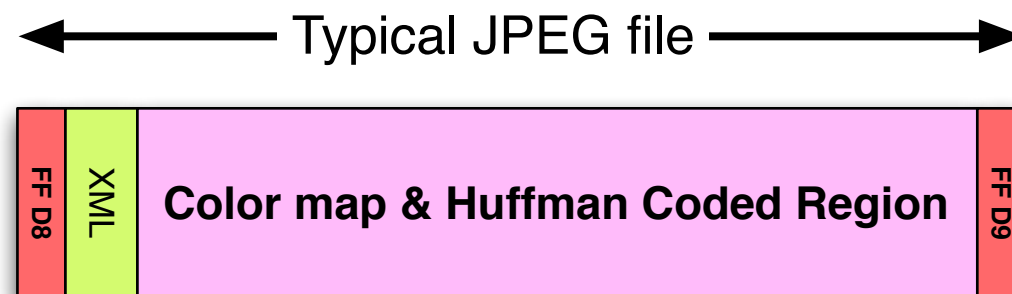 Typical JPEG file
FF D8
XML
Color map & Huffman Coded Region
FF D9